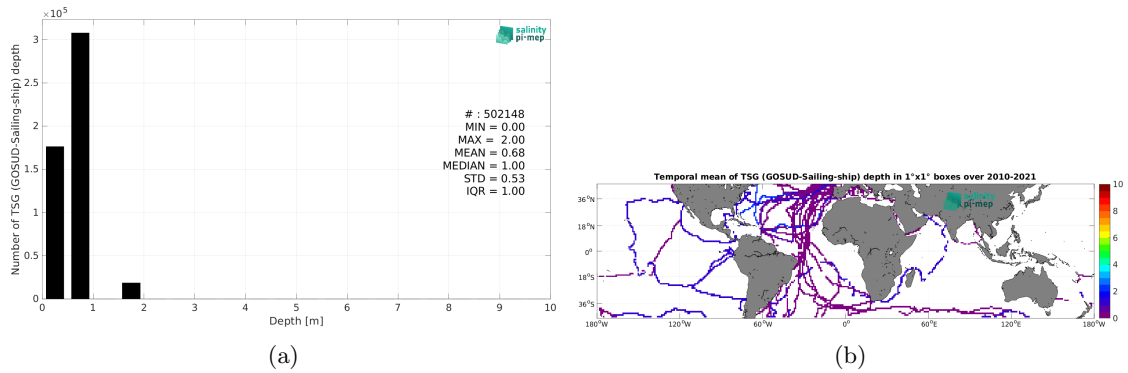 ×10⁵
salinity
pi-mep
Number of TSG (GOSUD-Sailing-ship) depth
3
2.5
2
1.5
1
0.5
0
# : 502148
MIN = 0.00
MAX = 2.00
MEAN = 0.68
MEDIAN = 1.00
STD = 0.53
IQR = 1.00
0 1 2 3 4 5 6 7 8 9 10
Depth [m]
(a)
Temporal mean of TSG (GOSUD-Sailing-ship) depth in 1°x1° boxes over 2010-2021
salinity
pi-mep
36°N
18°N
0°
18°S
36°S
180°W 120°W 60°W 0° 60°E 120°E 180°W
10
8
6
4
2
0
(b)